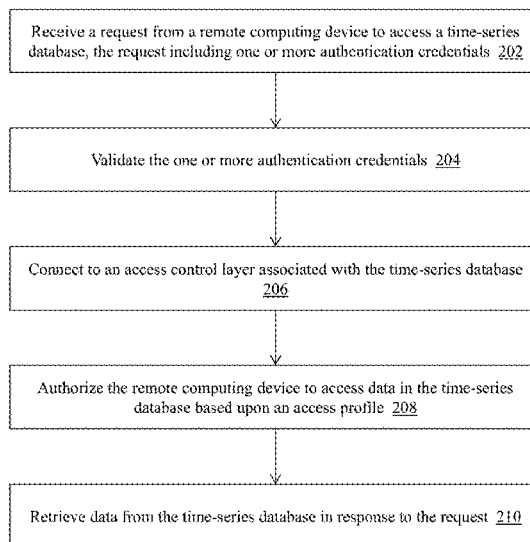 Receive a request from a remote computing device to access a time-series
database, the request including one or more authentication credentials 202
Validate the one or more authentication credentials 204
Connect to an access control layer associated with the time-series database
206
Authorize the remote computing device to access data in the time-series
database based upon an access profile 208
Retrieve data from the time-series database in response to the request 210